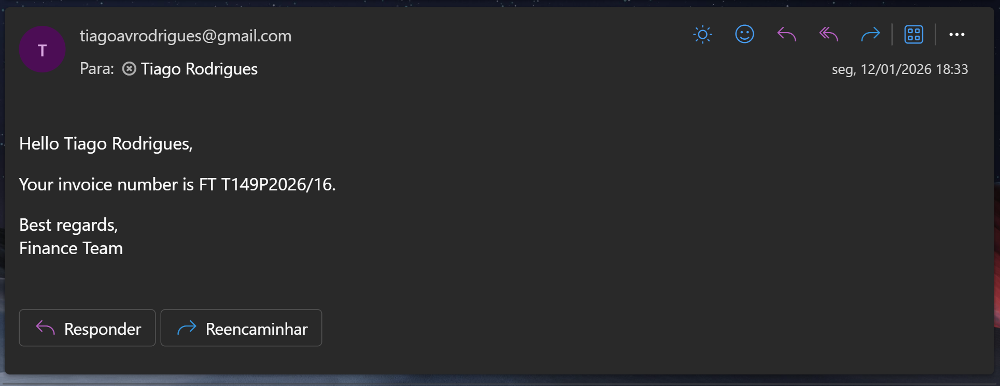 T
tiagoavrodrigues@gmail.com
Para: Tiago Rodrigues
seg, 12/01/2026 18:33
Hello Tiago Rodrigues,
Your invoice number is FT T149P2026/16.
Best regards,
Finance Team
Responder
Reencaminhar